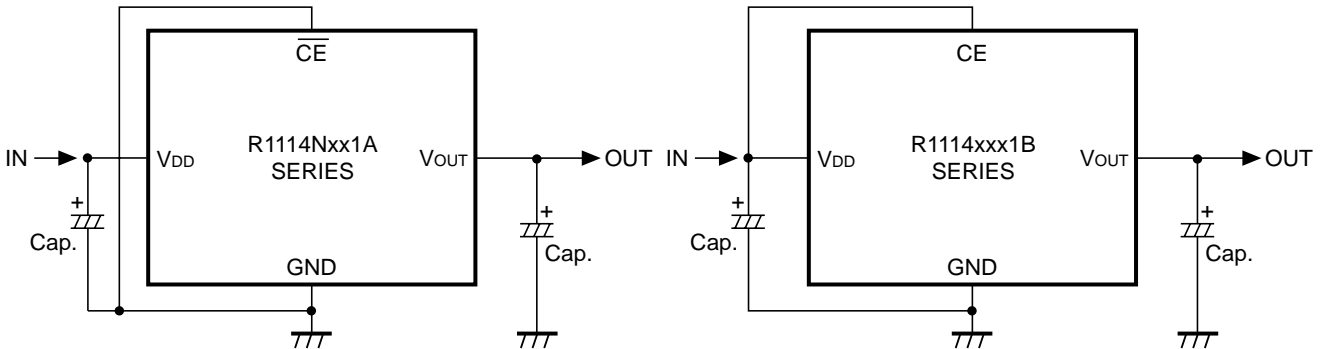 CE
IN
VDD
R1114Nxx1A
SERIES
VOUT
OUT
+
Cap.
+
Cap.
GND
CE
IN
VDD
R1114xxx1B
SERIES
VOUT
OUT
+
Cap.
+
Cap.
GND